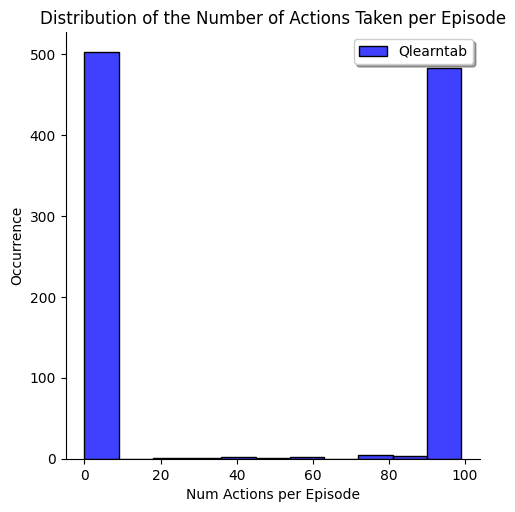 Distribution of the Number of Actions Taken per Episode
Qlearntab
500
400
300
200
100
0
Occurrence
0 20 40 60 80 100
Num Actions per Episode